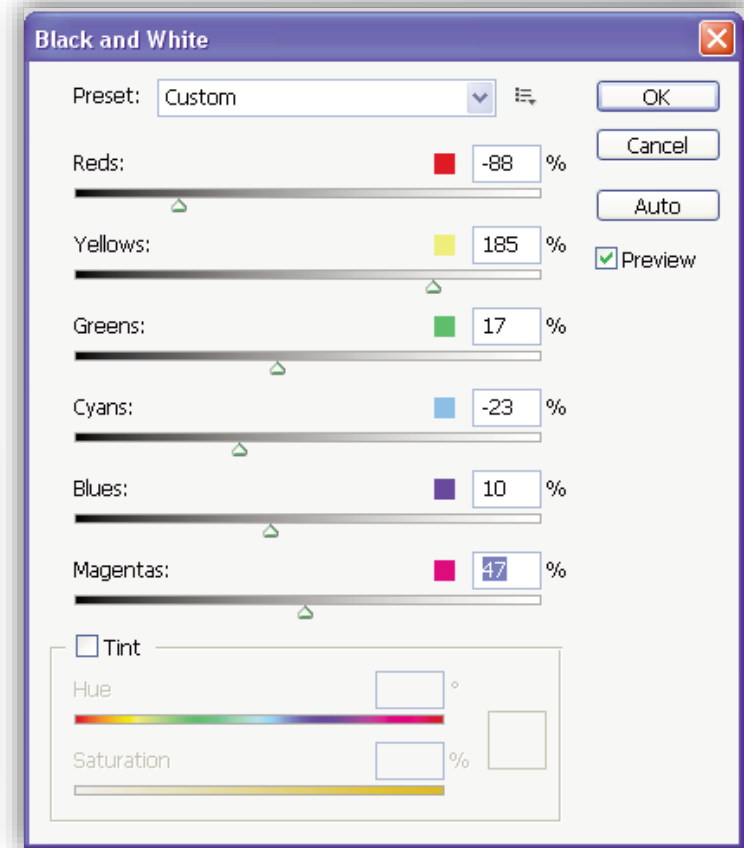 Black and White
Preset: Custom
OK
Cancel
Auto
Preview
Reds: -88 %
Yellows: 185 %
Greens: 17 %
Cyans: -23 %
Blues: 10 %
Magentas: 47 %
Tint
Hue °
Saturation %